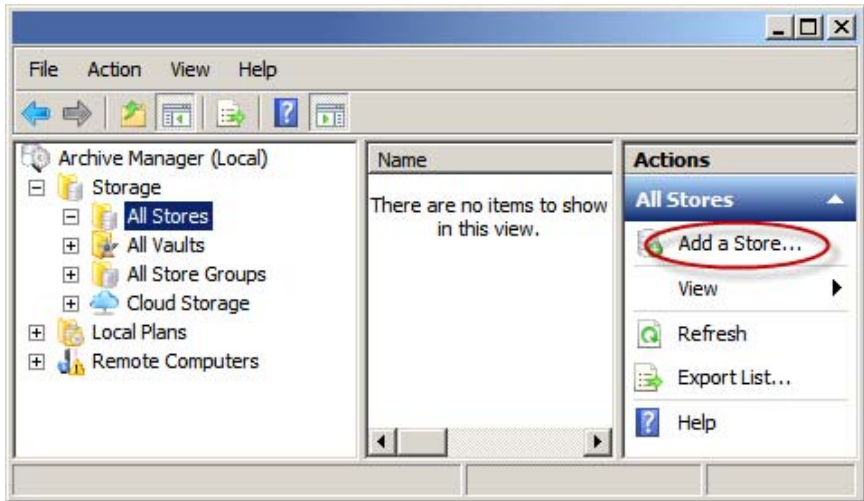 File Action View Help
Archive Manager (Local)
Storage
All Stores
All Vaults
All Store Groups
Cloud Storage
Local Plans
Remote Computers
Name
There are no items to show
in this view.
Actions
All Stores
Add a Store...
View
Refresh
Export List...
Help